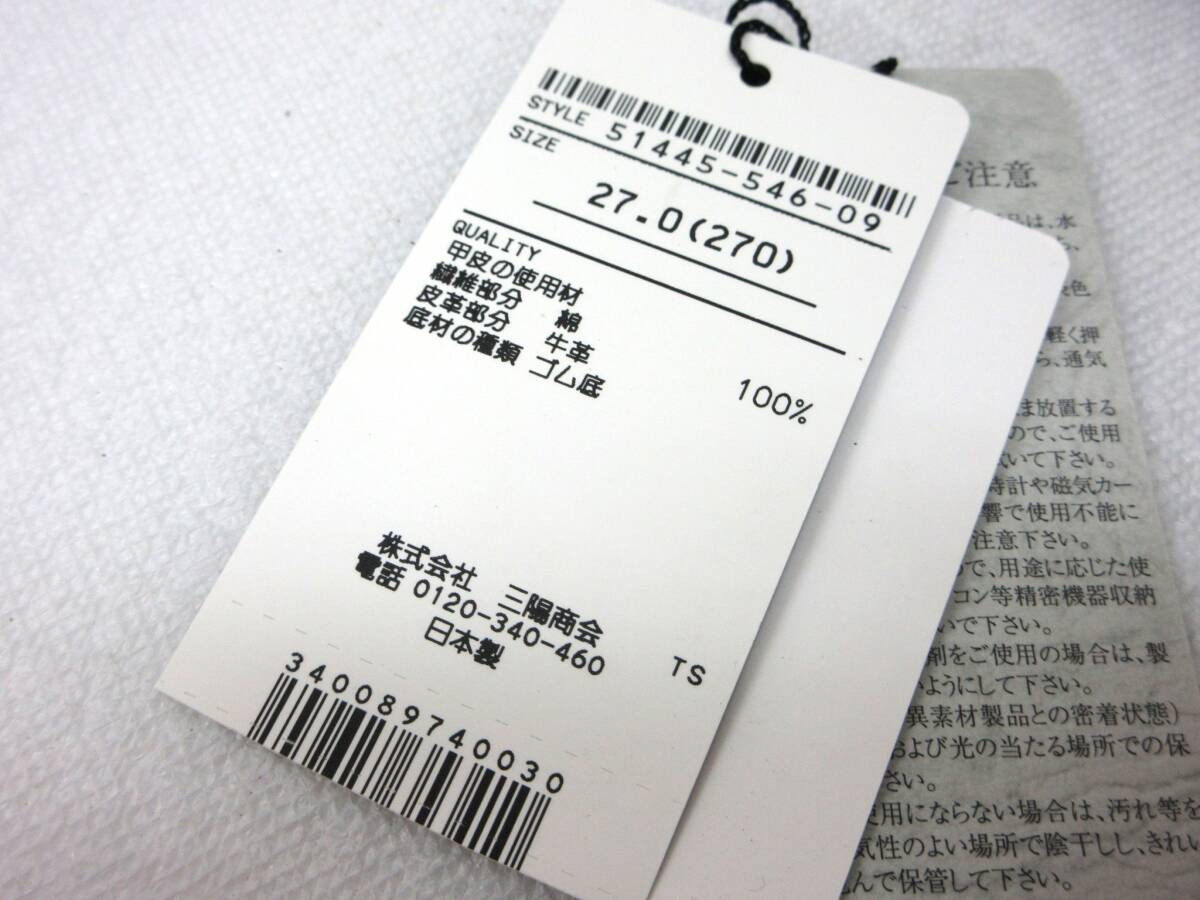 STYLE 51445-546-09
SIZE
27.0(270)
QUALITY
甲皮の使用材
繊維部分 綿 100%
皮革部分 牛革
底材の種類 ゴム底
株式会社 三陽商会
電話 0120-340-460
日本製 TS
340089740030
ご注意
品は、水
色
軽く押
ら、通気
ま放置する
ので、ご使用
いて下さい。
時計や磁気カー
響で使用不能に
注意下さい。
で、用途に応じた使
コン等精密機器収納
いで下さい。
剤をご使用の場合は、製
ようにして下さい。
異素材製品との密着状態)
および光の当たる場所での保
さい。
使用にならない場合は、汚れ等を
気性のよい場所で陰干しし、きれい
んで保管して下さい。